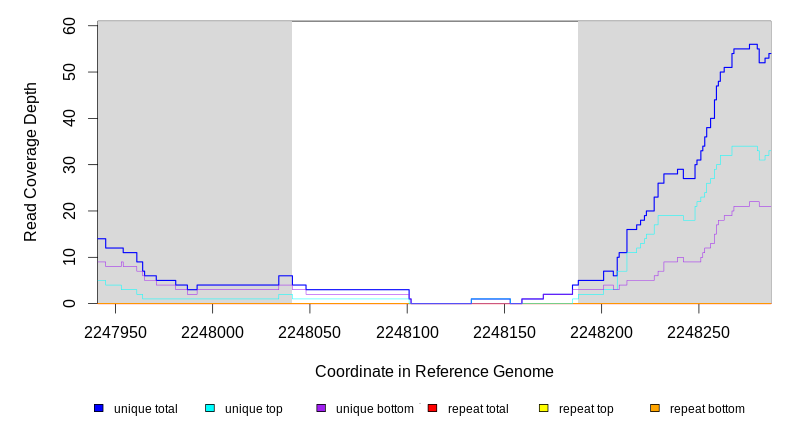 60
50
40
30
20
10
0
Read Coverage Depth
2247950 2248000 2248050 2248100 2248150 2248200 2248250
Coordinate in Reference Genome
unique total unique top unique bottom repeat total repeat top repeat bottom